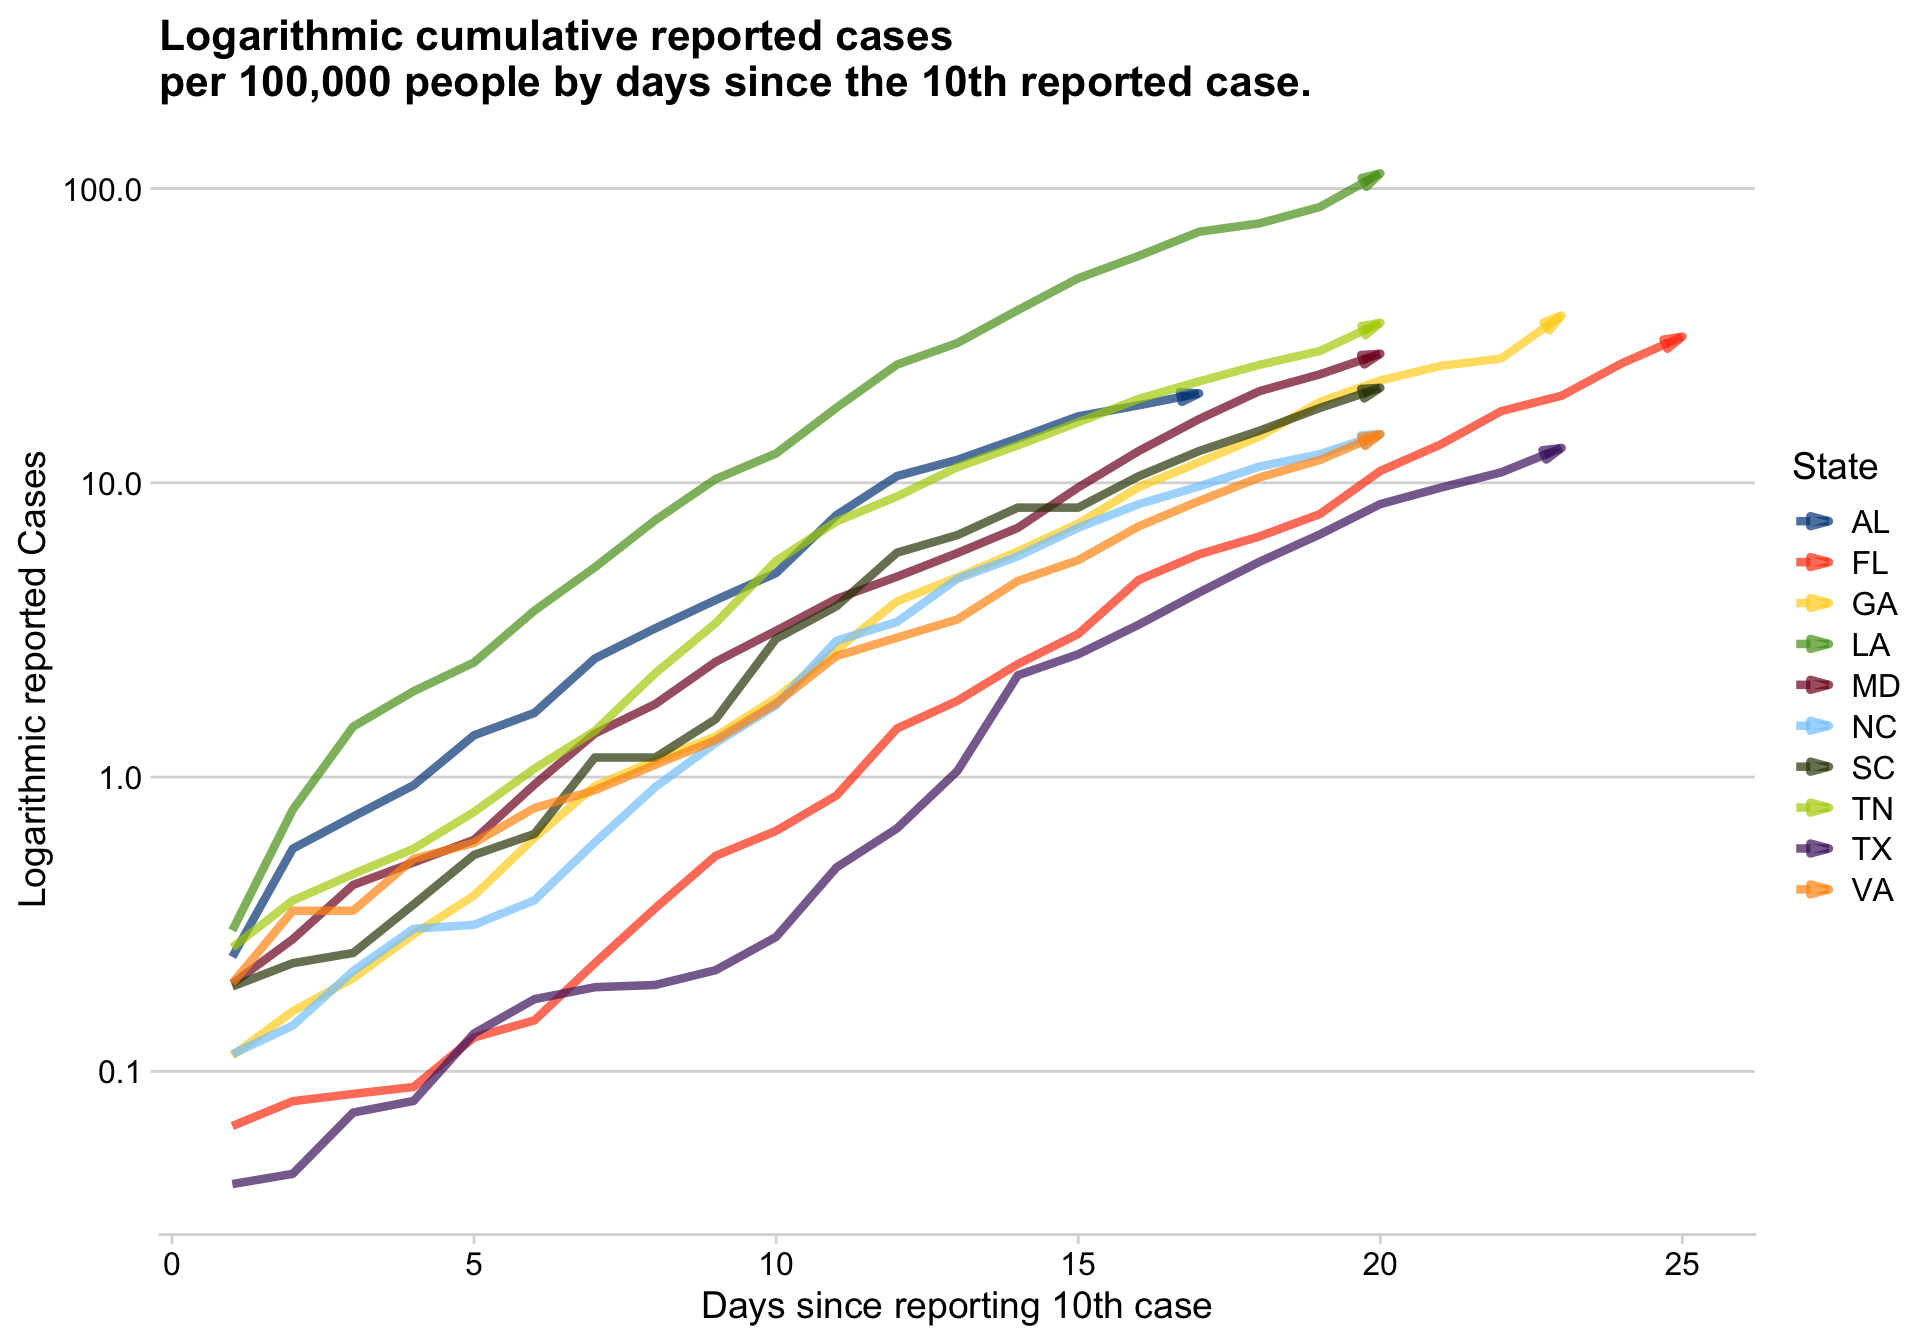 Logarithmic cumulative reported cases
per 100,000 people by days since the 10th reported case.
100.0
10.0
1.0
0.1
Logarithmic reported Cases
0
5
10
15
20
25
Days since reporting 10th case
State
AL
FL
GA
LA
MD
NC
SC
TN
TX
VA